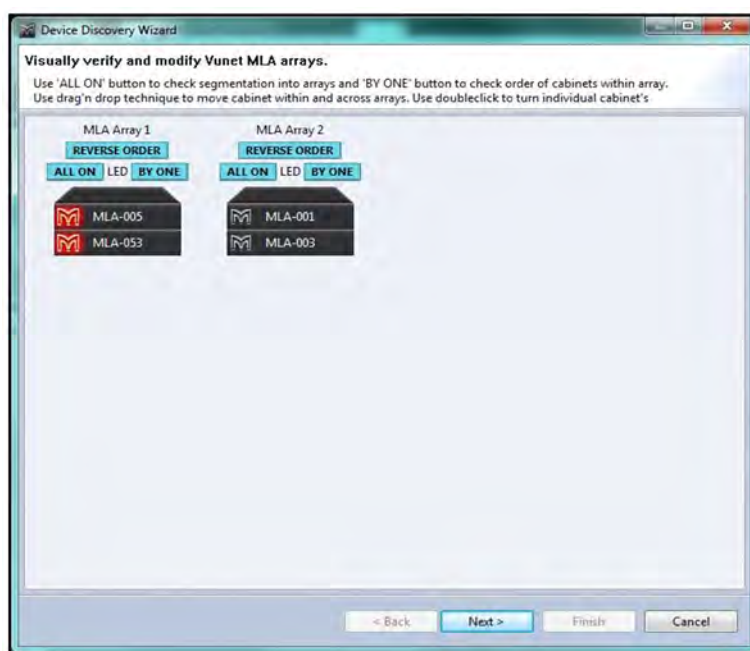 Device Discovery Wizard
Visually verify and modify Vunet MLA arrays.
Use 'ALL ON' button to check segmentation into arrays and 'BY ONE' button to check order of cabinets within array.
Use drag'n drop technique to move cabinet within and across arrays. Use doubleclick to turn individual cabinet's
MLA Array 1
REVERSE ORDER
ALL ON LED BY ONE
MLA-005
MLA-053
MLA Array 2
REVERSE ORDER
ALL ON LED BY ONE
MLA-001
MLA-003
< Back Next > Finish Cancel